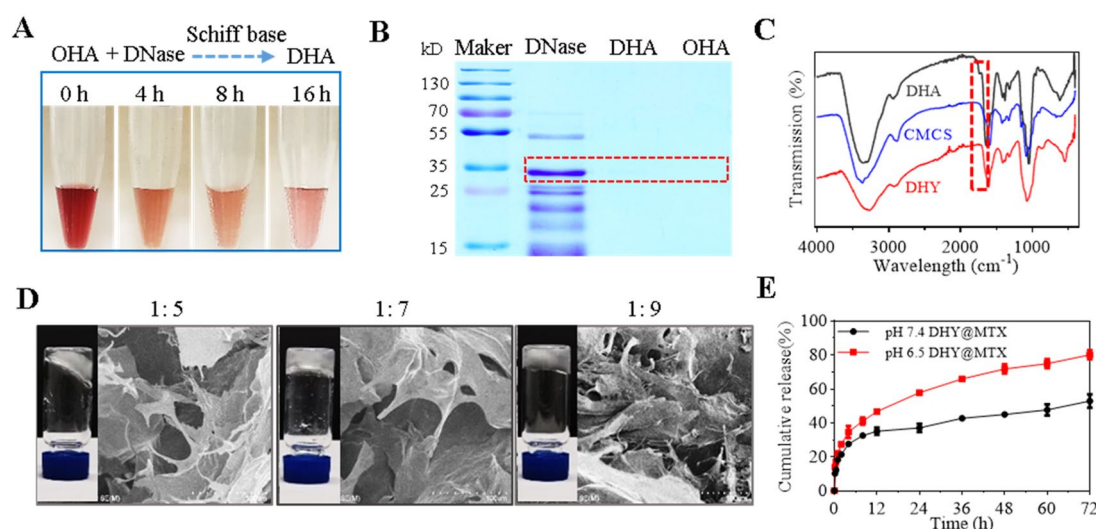 A
Schiff base
OHA + DNase DHA
0 h 4 h 8 h 16 h
B
kD Maker DNase DHA OHA
130
70
55
35
25
15
C
Transmission (%)
DHA
CMCS
DHY
4000 3000 2000 1000
Wavelength (cm⁻¹)
D
1: 5 1: 7 1: 9
E
Cumulative release(%)
100
80
60
40
20
0
pH 7.4 DHY@MTX
pH 6.5 DHY@MTX
0 12 24 36 48 60 72
Time (h)